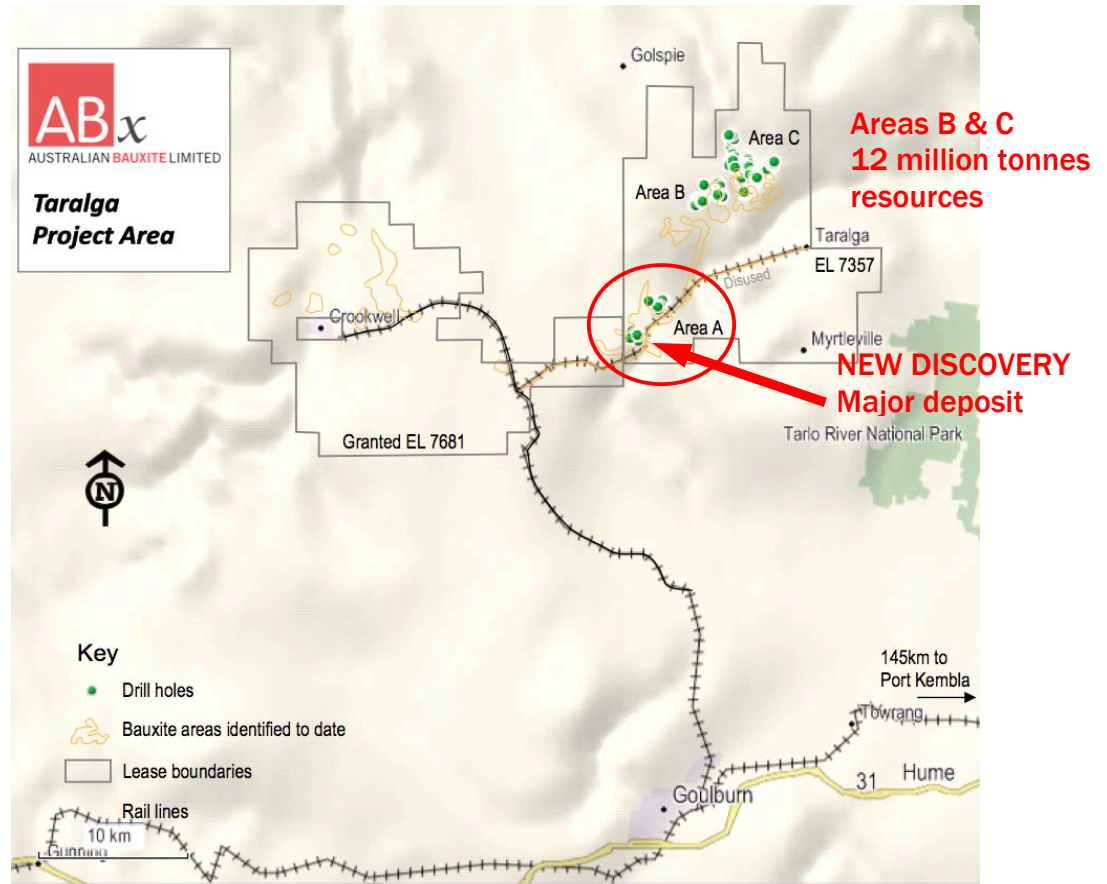 ABx
AUSTRALIAN BAUXITE LIMITED
Taralga
Project Area
Golspie
Area C
Areas B & C
12 million tonnes
resources
Area B
Taralga
EL 7357
Disused
Crookwell
Area A
Myrtleville
NEW DISCOVERY
Major deposit
Tarlo River National Park
Granted EL 7681
N
Key
Drill holes
Bauxite areas identified to date
Lease boundaries
Rail lines
10 km
Gunning
145km to
Port Kembla
Towrang
31 Hume
Goulburn